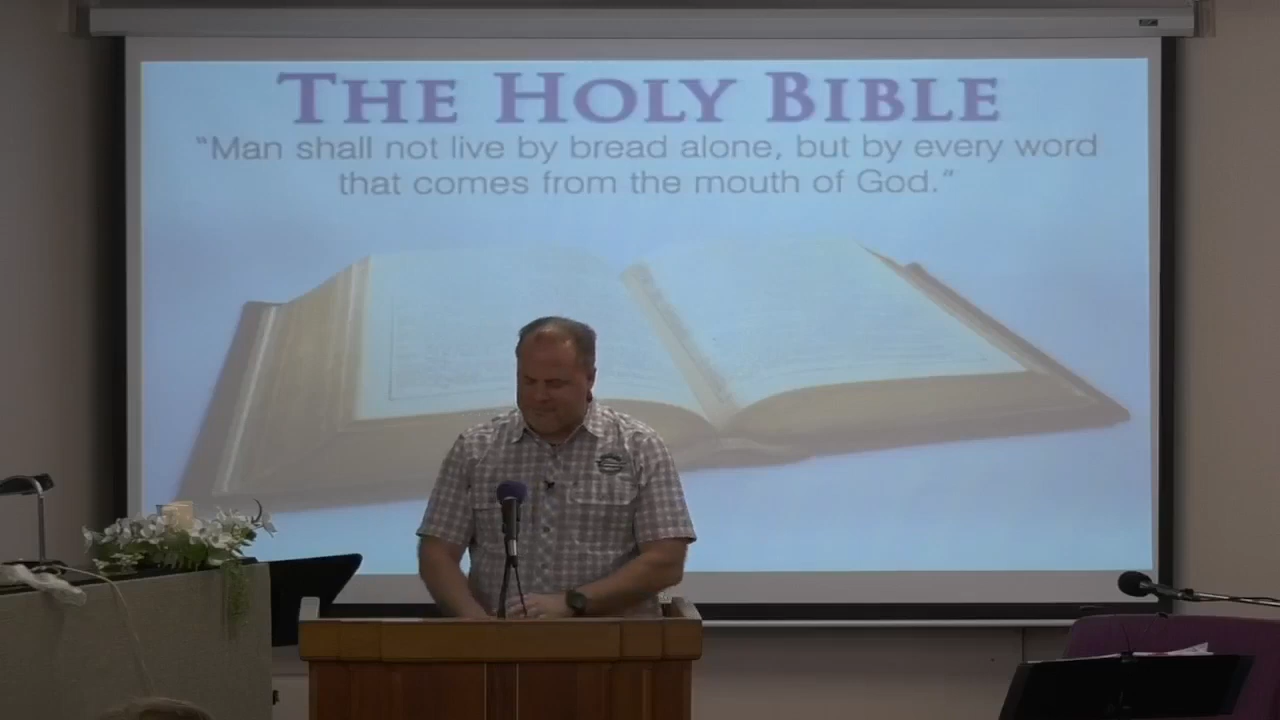 THE HOLY BIBLE
“Man shall not live by bread alone, but by every word
that comes from the mouth of God.”